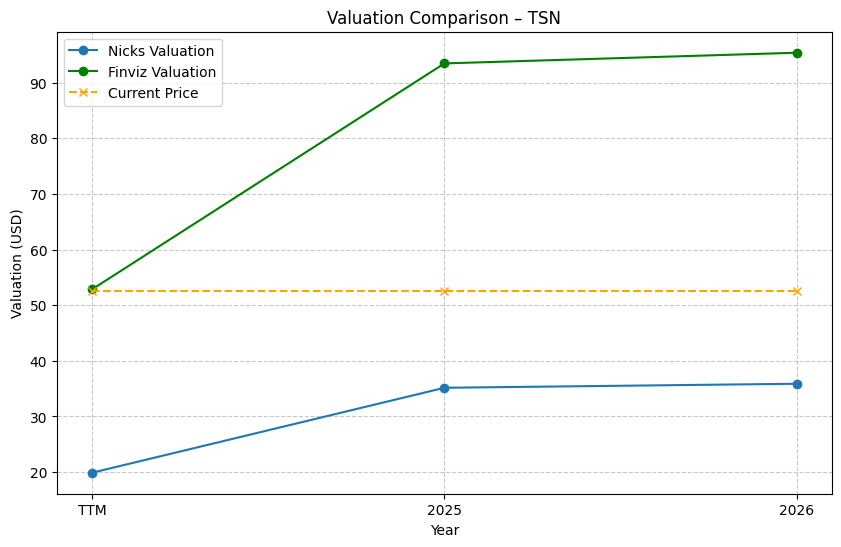 Valuation Comparison – TSN
Nicks Valuation
Finviz Valuation
Current Price
Valuation (USD)
90
80
70
60
50
40
30
20
TTM
2025
2026
Year